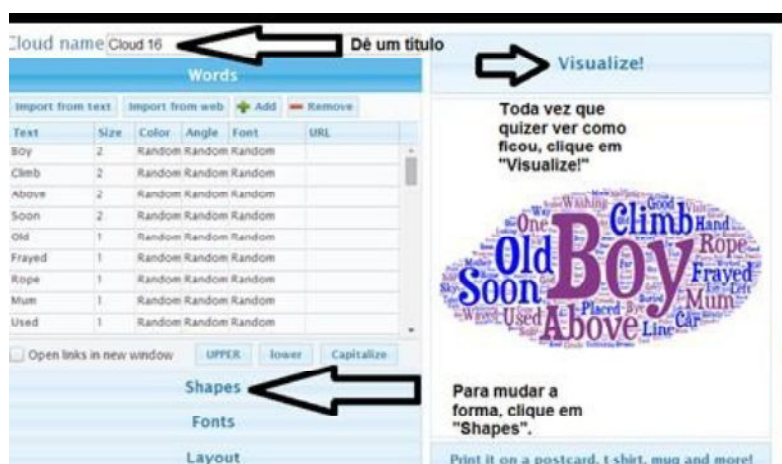 Cloud name Cloud 16
Dê um título
Words
Import from text Import from web Add Remove
Text Size Color Angle Font URL
Boy 2 Random Random Random
Climb 2 Random Random Random
Above 2 Random Random Random
Soon 2 Random Random Random
Old 1 Random Random Random
Frayed 1 Random Random Random
Rope 1 Random Random Random
Mum 1 Random Random Random
Used 1 Random Random Random
Open links in new window UPPER lower Capitalize
Shapes
Fonts
Layout
Visualize!
Toda vez que
quizer ver como
ficou, clique em
"Visualize!"
Washing Good
One Climb Hand
Way Rope
Old Boy Frayed
Soon Mum
Used Placed Bye Left
Above Line Car
Para mudar a
forma, clique em
"Shapes".
Print it on a postcard, t shirt, mug and more!